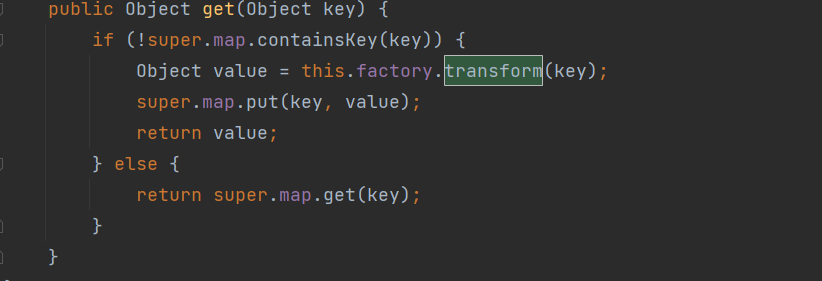 public Object get(Object key) {
if (!super.map.containsKey(key)) {
Object value = this.factory.transform(key);
super.map.put(key, value);
return value;
} else {
return super.map.get(key);
}
}